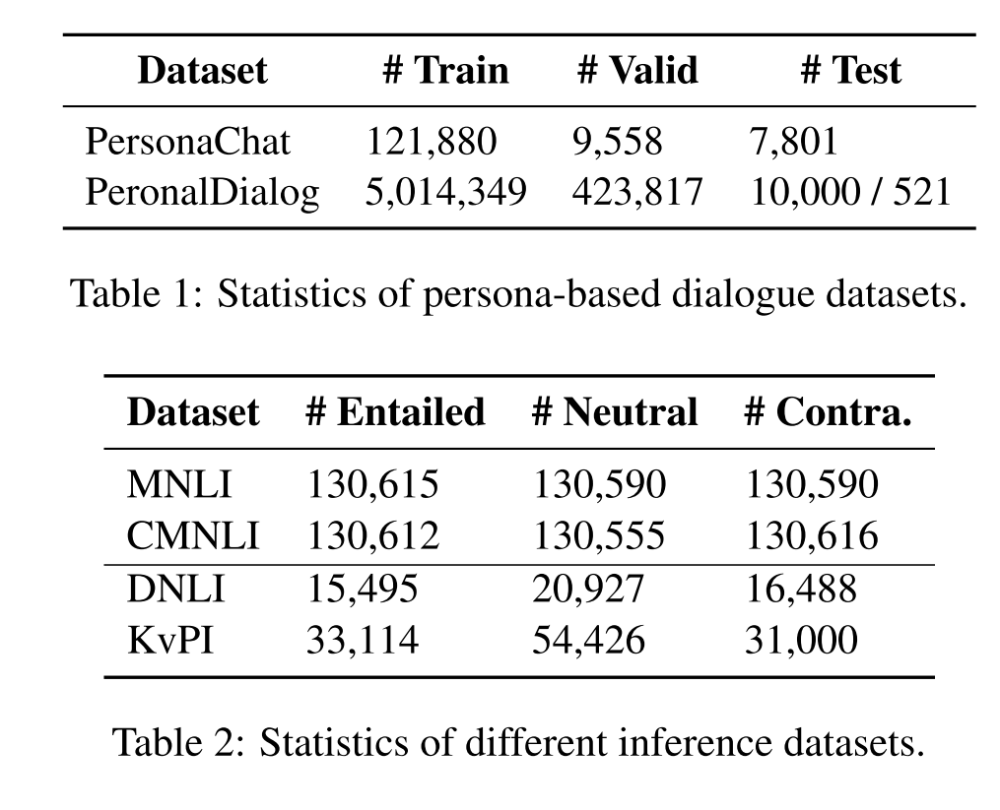 Dataset # Train # Valid # Test
PersonaChat 121,880 9,558 7,801
PeronalDialog 5,014,349 423,817 10,000 / 521
Table 1: Statistics of persona-based dialogue datasets.
Dataset # Entailed # Neutral # Contra.
MNLI 130,615 130,590 130,590
CMNLI 130,612 130,555 130,616
DNLI 15,495 20,927 16,488
KvPI 33,114 54,426 31,000
Table 2: Statistics of different inference datasets.